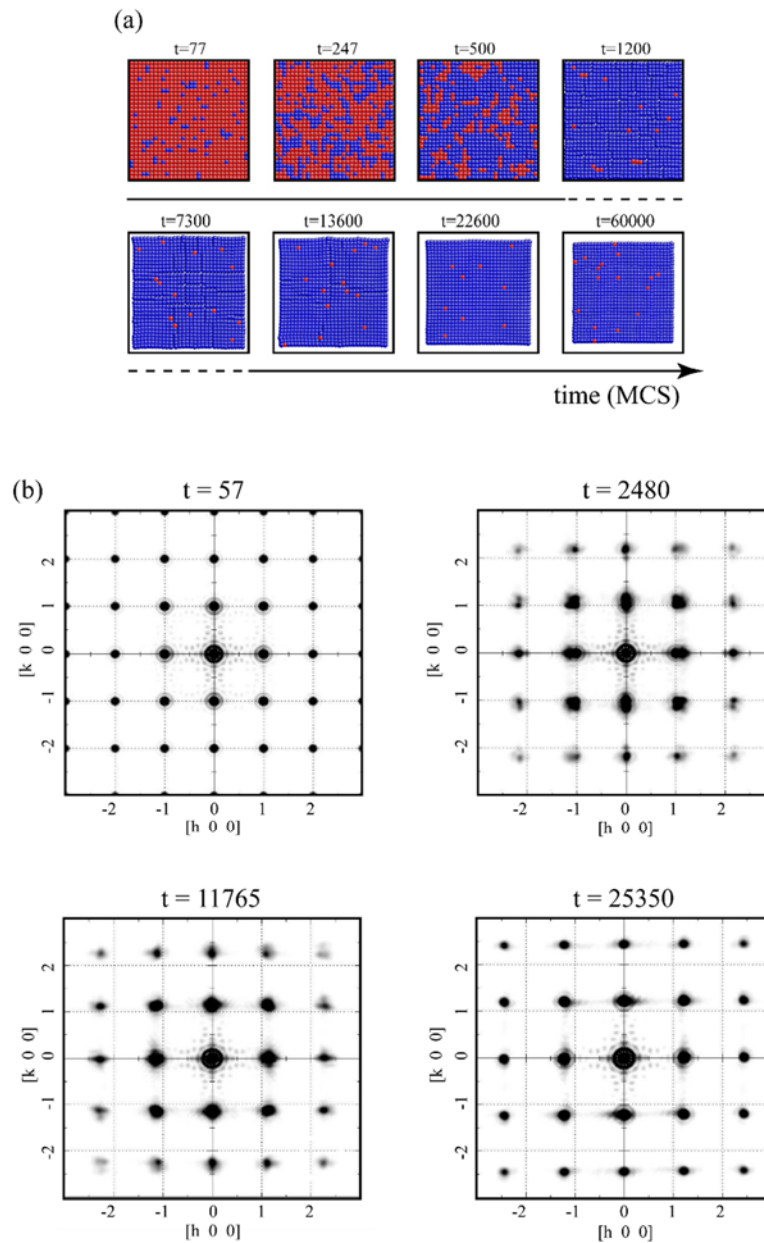 (a)
t=77 t=247 t=500 t=1200
t=7300 t=13600 t=22600 t=60000
time (MCS)
(b)
t = 57 t = 2480
2 2
1 1
[k 0 0] 0 [k 0 0] 0
-1 -1
-2 -2
-2 -1 0 1 2 -2 -1 0 1 2
[h 0 0] [h 0 0]
t = 11765 t = 25350
2 2
1 1
[k 0 0] 0 [k 0 0] 0
-1 -1
-2 -2
-2 -1 0 1 2 -2 -1 0 1 2
[h 0 0] [h 0 0]